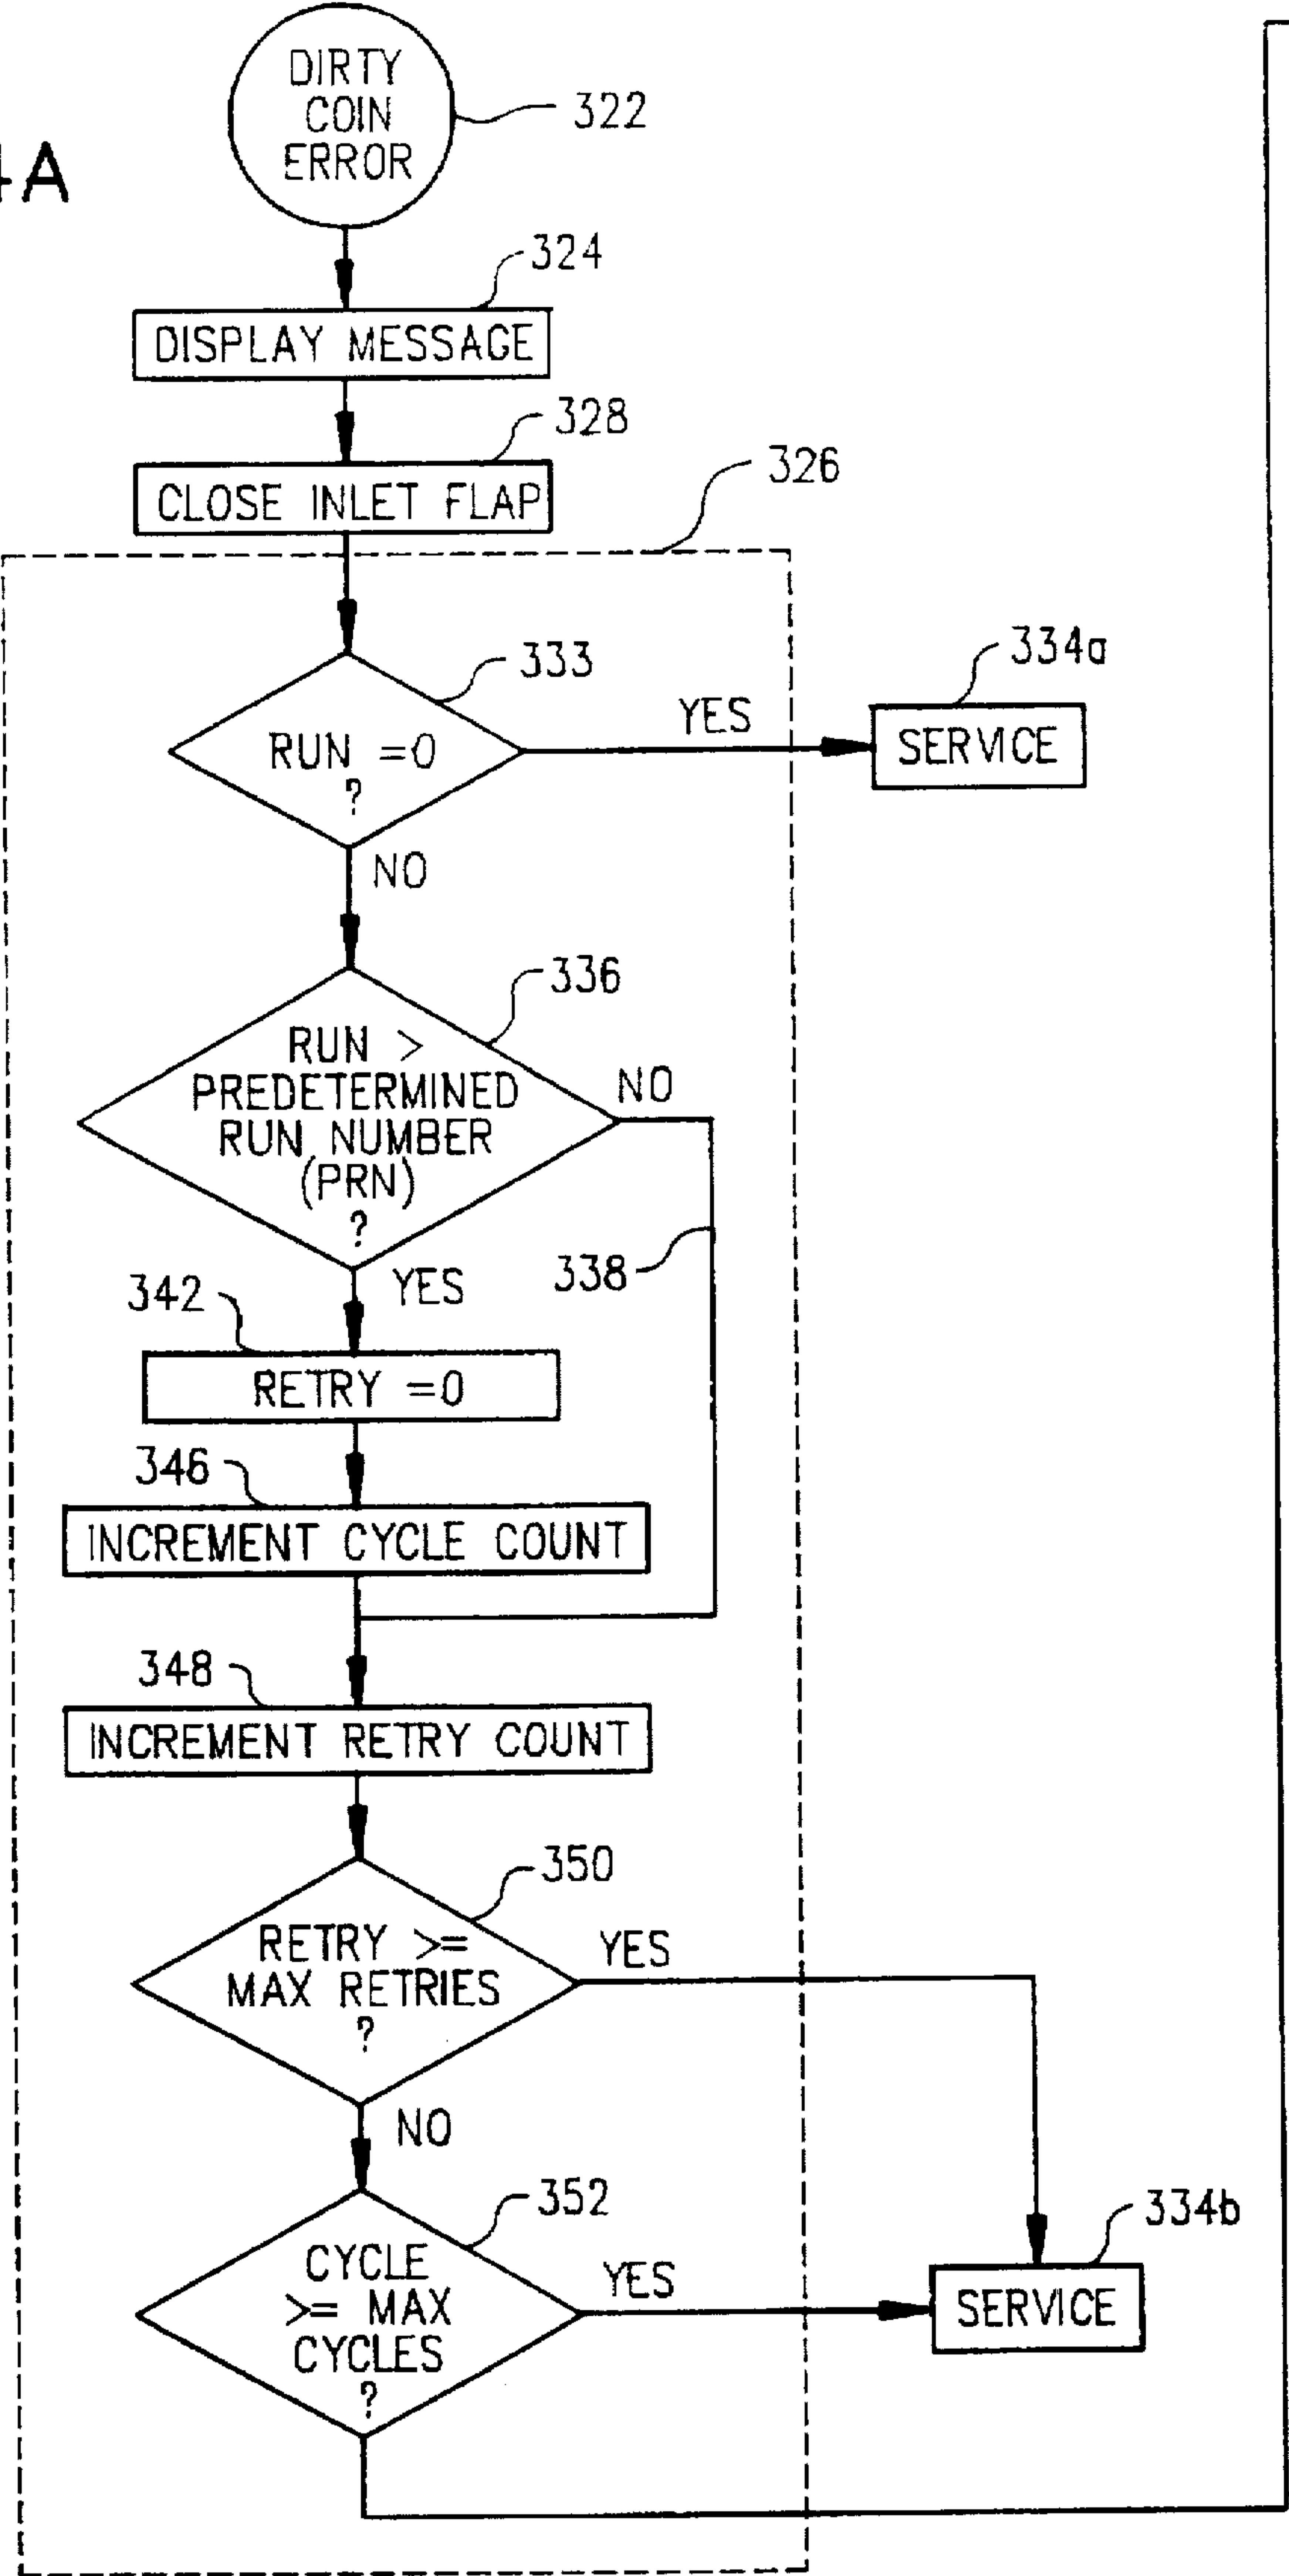 DIRTY
COIN
ERROR
322
4A
324
DISPLAY MESSAGE
328
CLOSE INLET FLAP
326
333
RUN =0
?
YES
334a
SERVICE
NO
336
RUN >
PREDETERMINED
RUN NUMBER
(PRN)
?
NO
338
YES
342
RETRY =0
346
INCREMENT CYCLE COUNT
348
INCREMENT RETRY COUNT
350
RETRY >=
MAX RETRIES
?
YES
NO
352
CYCLE
>= MAX
CYCLES
?
YES
334b
SERVICE